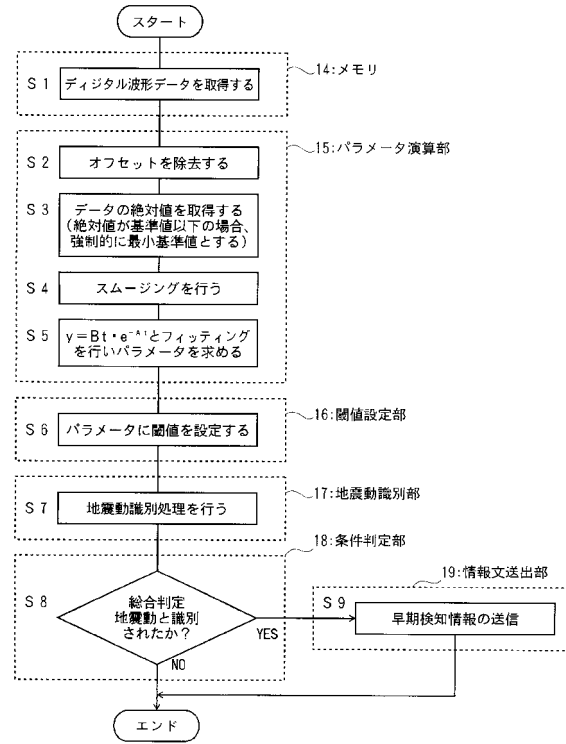 スタート
14:メモリ
S1
ディジタル波形データを取得する
15:パラメータ演算部
S2
オフセットを除去する
S3
データの絶対値を取得する
(絶対値が基準値以下の場合、
強制的に最小基準値とする)
S4
スムージングを行う
S5
y=Bt・e⁻ᴬᵗとフィッティング
を行いパラメータを求める
16:閾値設定部
S6
パラメータに閾値を設定する
17:地震動識別部
S7
地震動識別処理を行う
18:条件判定部
S8
総合判定
地震動と識別
されたか?
YES
NO
19:情報文送出部
S9
早期検知情報の送信
エンド